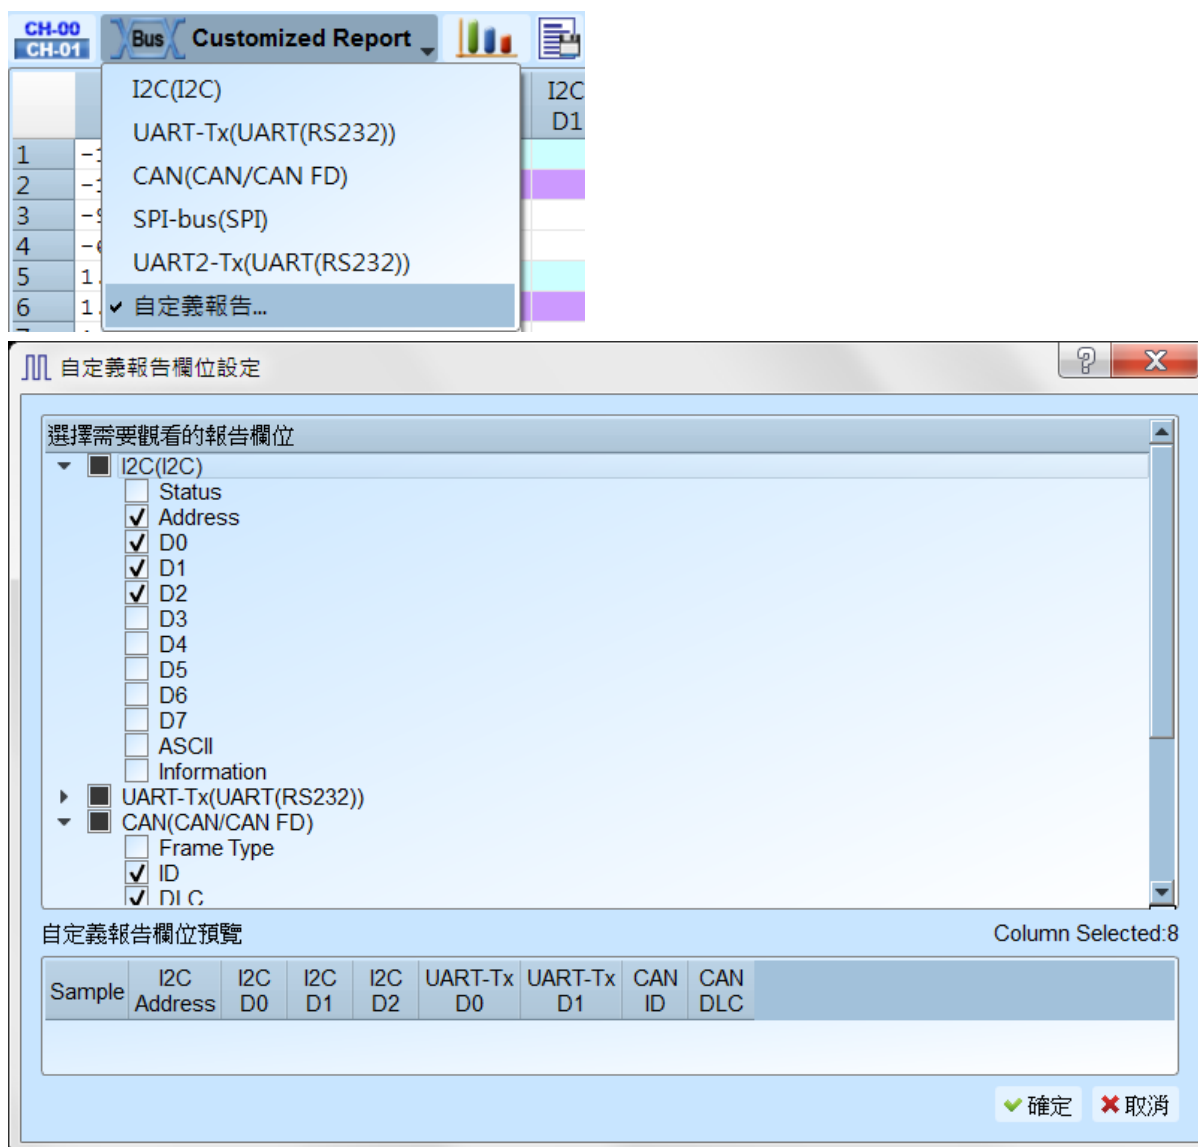 CH-00
CH-01
Bus Customized Report
I2C(I2C)
UART-Tx(UART(RS232))
CAN(CAN/CAN FD)
SPI-bus(SPI)
UART2-Tx(UART(RS232))
自定義報告...
I2C
D1
1
2
3
4
5
6
自定義報告欄位設定
選擇需要觀看的報告欄位
I2C(I2C)
Status
Address
D0
D1
D2
D3
D4
D5
D6
D7
ASCII
Information
UART-Tx(UART(RS232))
CAN(CAN/CAN FD)
Frame Type
ID
DLC
自定義報告欄位預覽 Column Selected:8
Sample I2C Address I2C D0 I2C D1 I2C D2 UART-Tx D0 UART-Tx D1 CAN ID CAN DLC
確定 取消